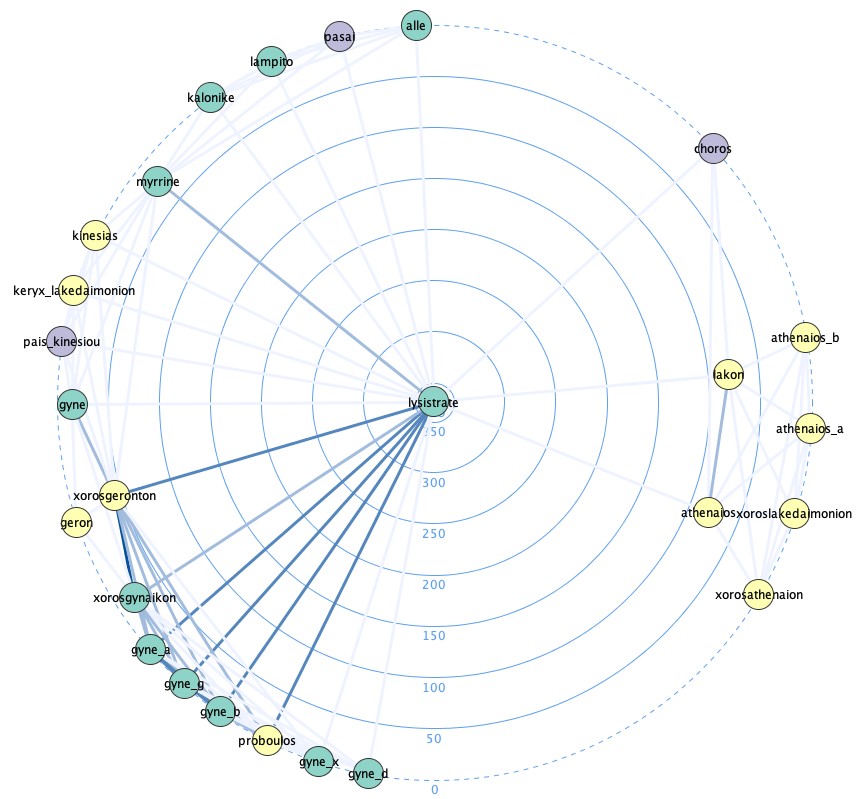 alle
pasai
lampito
kalonike
choros
myrrine
kinesias
keryx_lakedaimonion
athenaios_b
pais_kinesiou
lakon
gyne
lysistrate
athenaios_a
350
300
xorosgeronton
athenaios
xoroslakedaimonion
geron
250
200
xorosgynaikon
xorosathenaion
150
gyne_a
gyne_g
100
gyne_b
proboulos
50
gyne_x
gyne_d
0